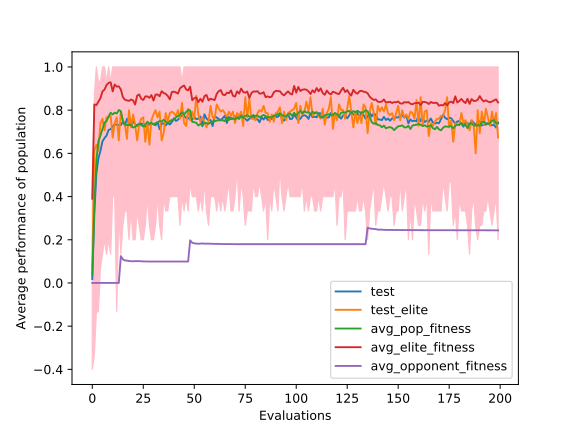 Average performance of population
1.0
0.8
0.6
0.4
0.2
0.0
−0.2
−0.4
test
test_elite
avg_pop_fitness
avg_elite_fitness
avg_opponent_fitness
0 25 50 75 100 125 150 175 200
Evaluations